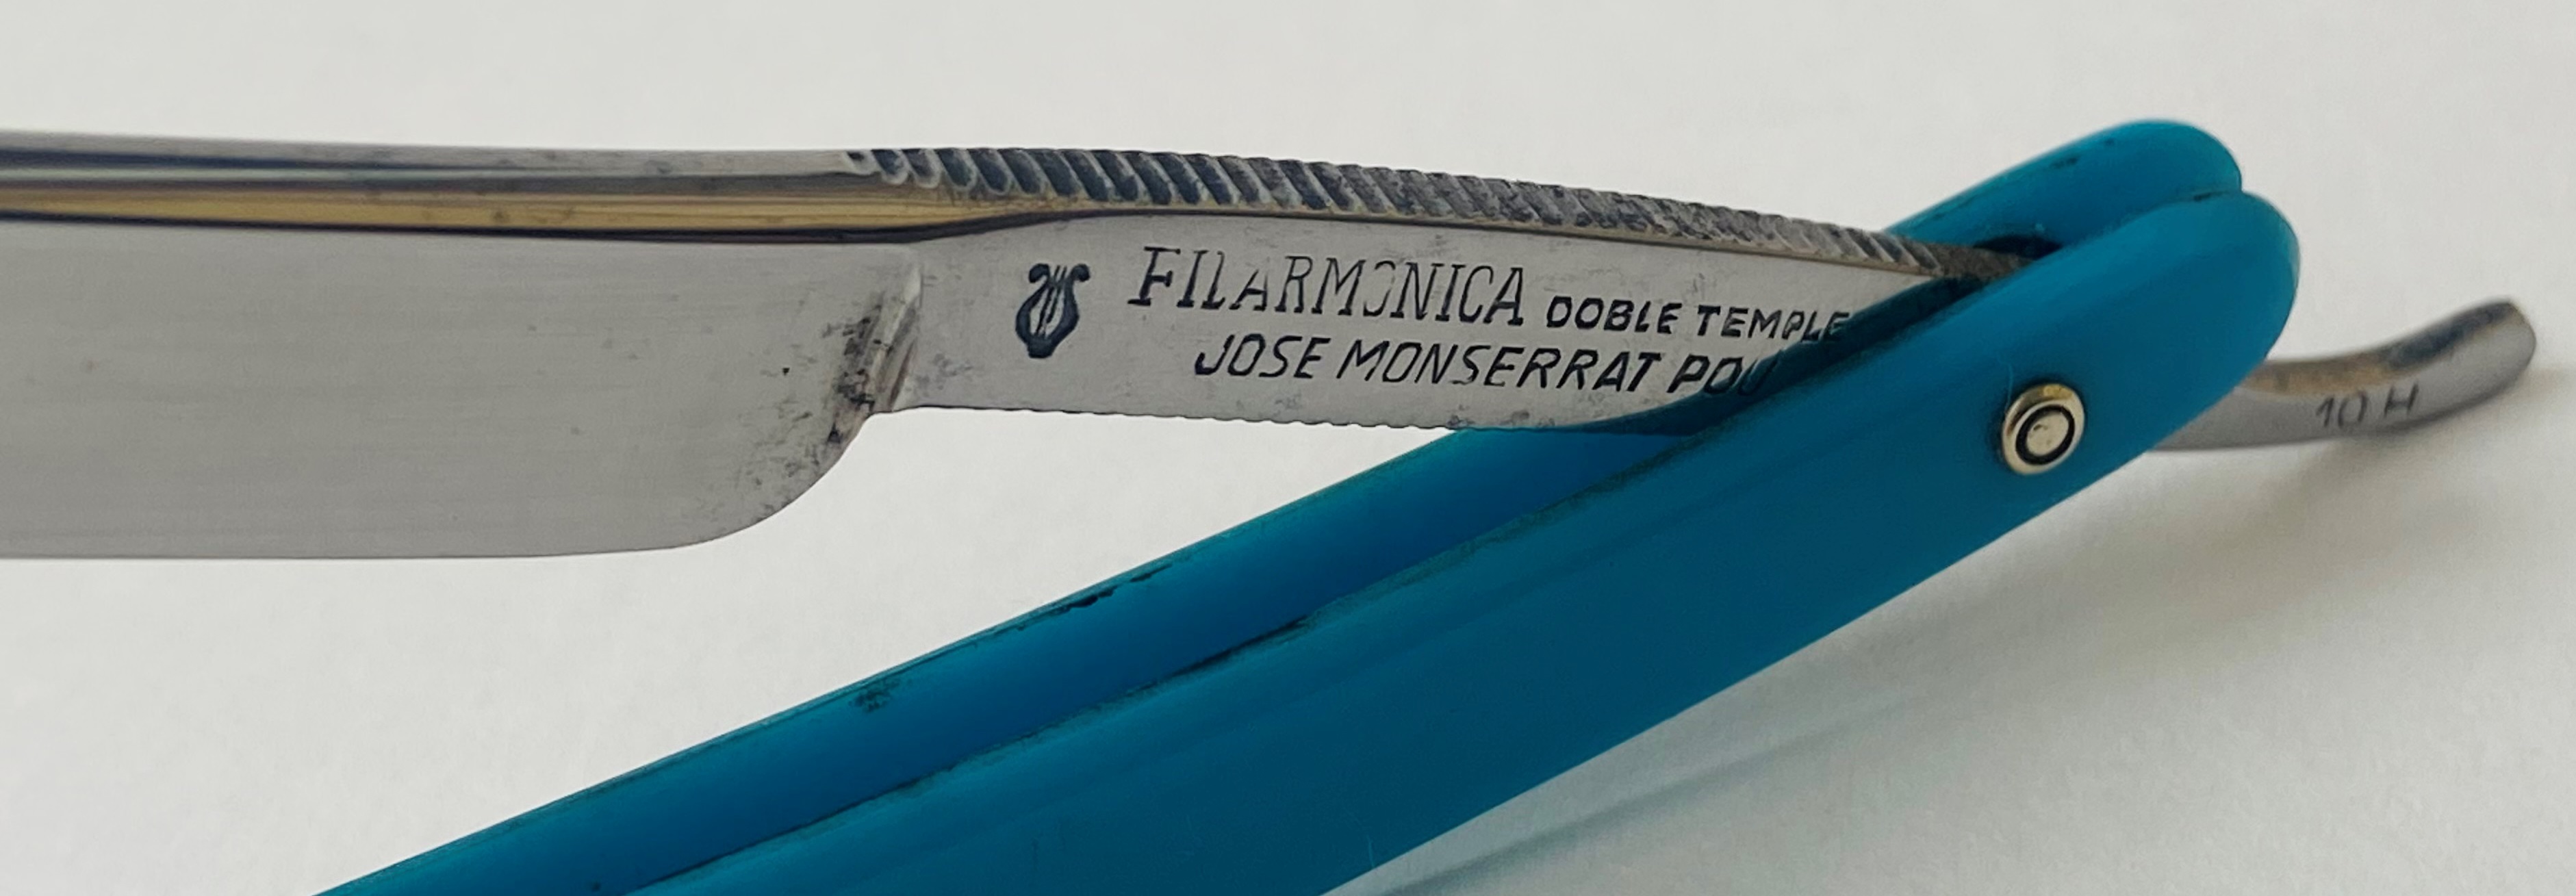 FILARMONICA DOBLE TEMPLE
JOSE MONSERRAT POU
10 H